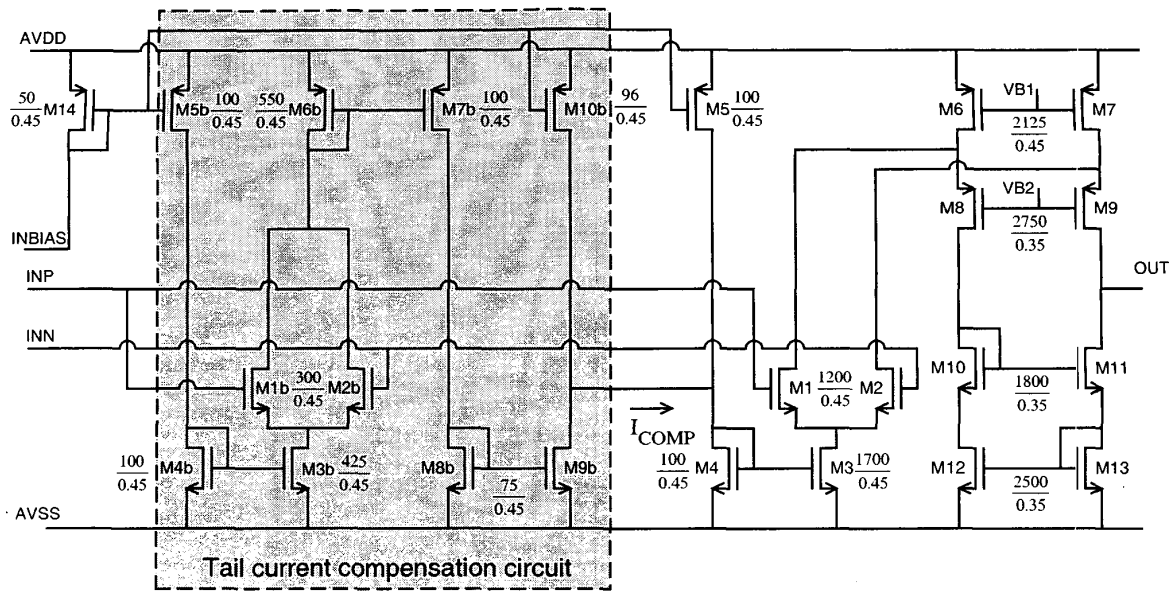 AVDD
VB1
M14
50
0.45
M5b
100
0.45
550
0.45
M6b
M7b
100
0.45
M10b
96
0.45
M5
100
0.45
M6
M7
2125
0.45
VB2
M8
M9
2750
0.35
INBIAS
INP
OUT
INN
M1b
300
0.45
M2b
M1
1200
0.45
M2
M10
M11
1800
0.35
I COMP
100
0.45
M4b
M3b
425
0.45
M8b
75
0.45
M9b
100
0.45
M4
M3
1700
0.45
M12
M13
2500
0.35
AVSS
Tail current compensation circuit